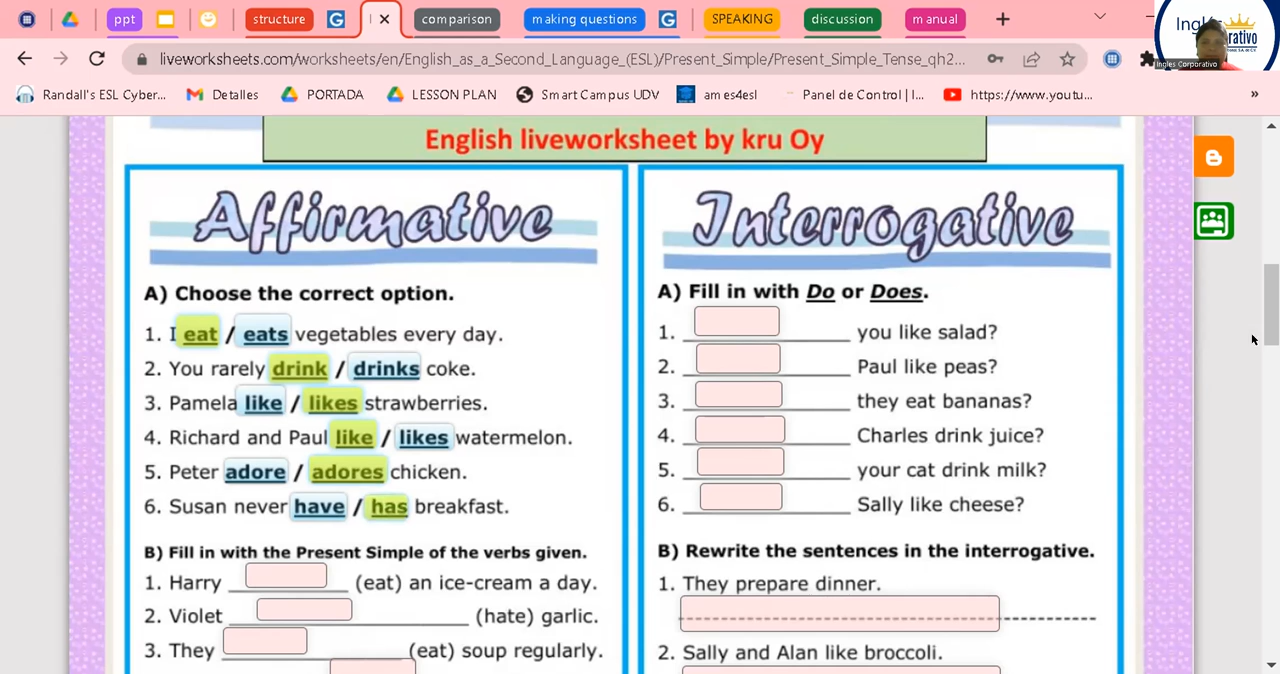 ppt structure comparison making questions SPEAKING discussion manual
liveworksheets.com/worksheets/en/English_as_a_Second_Language_(ESL)/Present_Simple/Present_Simple_Tense_qh2...
Ingles Corporativo
Randall's ESL Cyber... Detalles PORTADA LESSON PLAN Smart Campus UDV ames4esl Panel de Control | I... https://www.youtu... »
English liveworksheet by kru Oy
Affirmative
A) Choose the correct option.
1. I eat / eats vegetables every day.
2. You rarely drink / drinks coke.
3. Pamela like / likes strawberries.
4. Richard and Paul like / likes watermelon.
5. Peter adore / adores chicken.
6. Susan never have / has breakfast.
B) Fill in with the Present Simple of the verbs given.
1. Harry (eat) an ice-cream a day.
2. Violet (hate) garlic.
3. They (eat) soup regularly.
Interrogative
A) Fill in with Do or Does.
1. you like salad?
2. Paul like peas?
3. they eat bananas?
4. Charles drink juice?
5. your cat drink milk?
6. Sally like cheese?
B) Rewrite the sentences in the interrogative.
1. They prepare dinner.
2. Sally and Alan like broccoli.